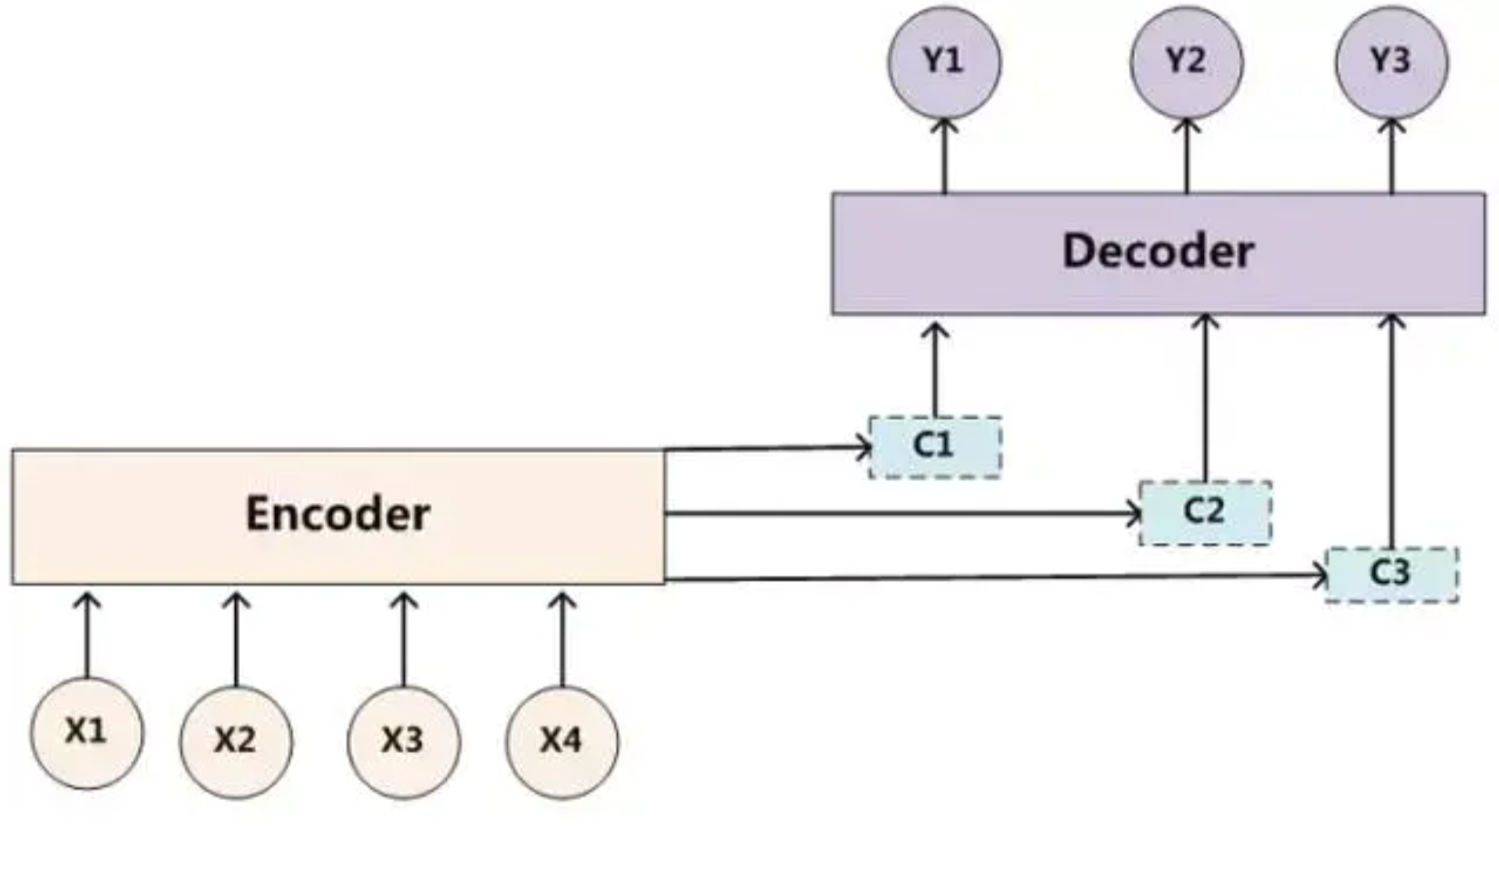 Y1 Y2 Y3
Decoder
C1
Encoder
C2
C3
X1 X2 X3 X4